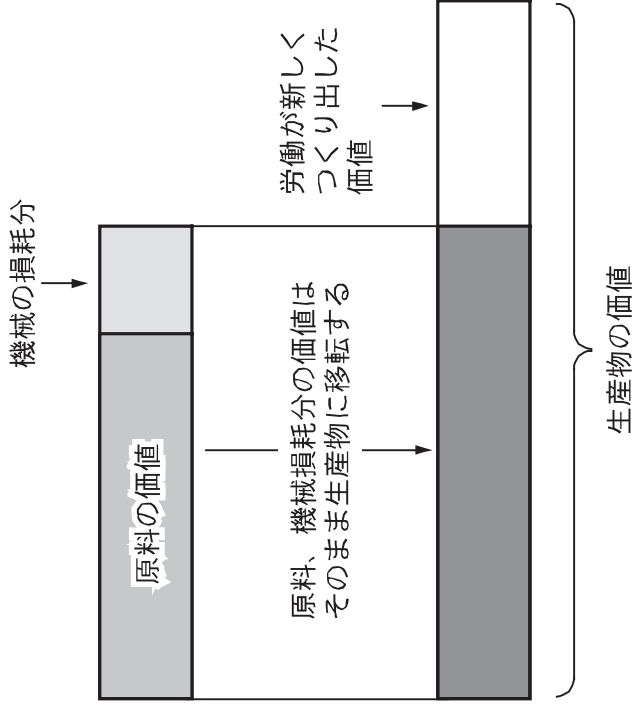 機械の損耗分
原料の価値
原料、機械損耗分の価値は
そのまま生産物に移転する
労働が新しく
つくり出した
価値
生産物の価値